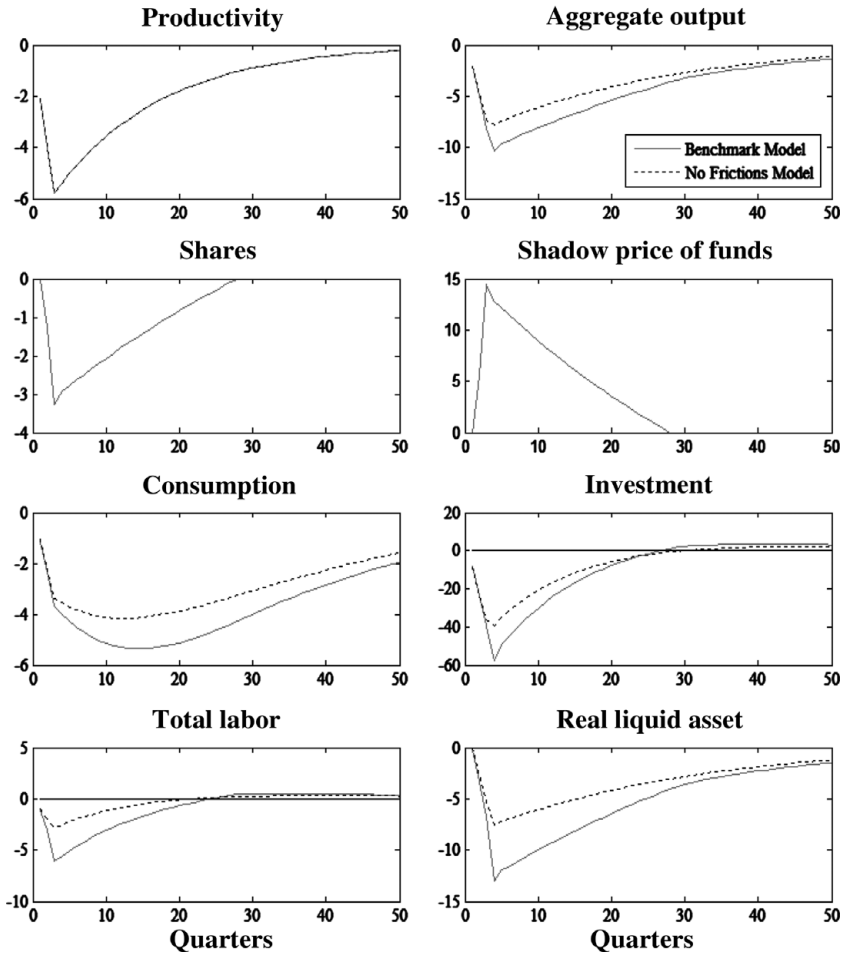 Productivity
0
-2
-4
-6
0 10 20 30 40 50
Aggregate output
0
-5
-10
-15
0 10 20 30 40 50
Benchmark Model
No Frictions Model
Shares
0
-1
-2
-3
-4
0 10 20 30 40 50
Shadow price of funds
15
10
5
0
0 10 20 30 40 50
Consumption
0
-2
-4
-6
0 10 20 30 40 50
Investment
20
0
-20
-40
-60
0 10 20 30 40 50
Total labor
5
0
-5
-10
0 10 20 30 40 50
Quarters
Real liquid asset
0
-5
-10
-15
0 10 20 30 40 50
Quarters